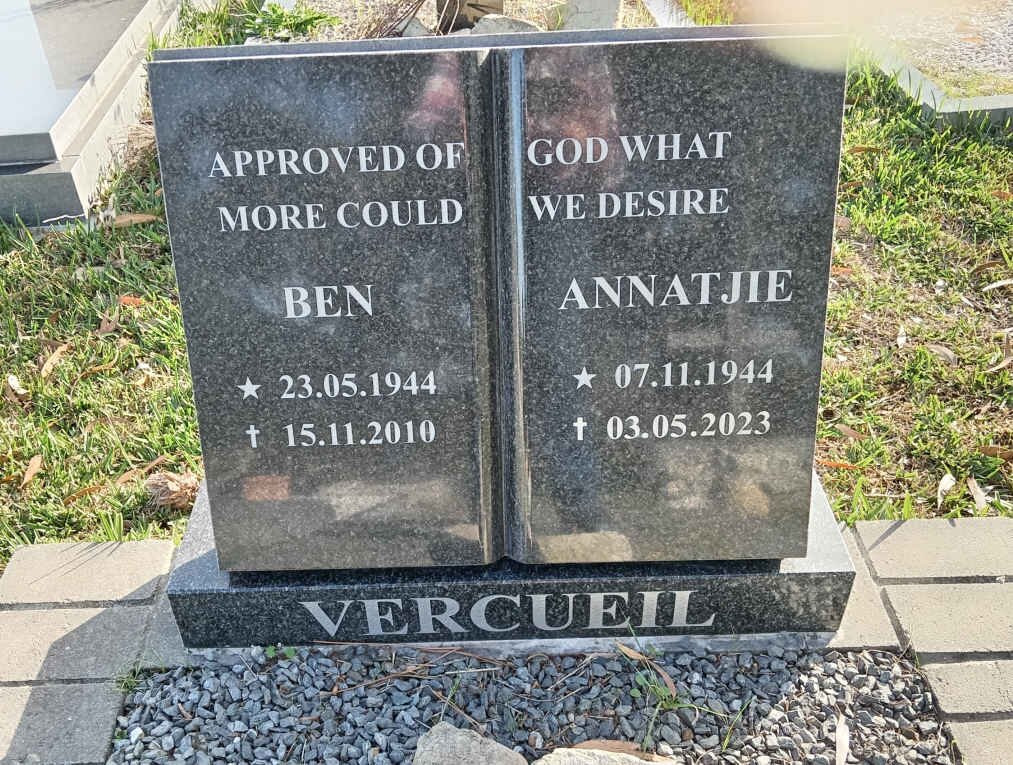 APPROVED OF GOD WHAT
MORE COULD WE DESIRE
BEN
★ 23.05.1944
✝ 15.11.2010
ANNATJIE
★ 07.11.1944
✝ 03.05.2023
VERCUEIL